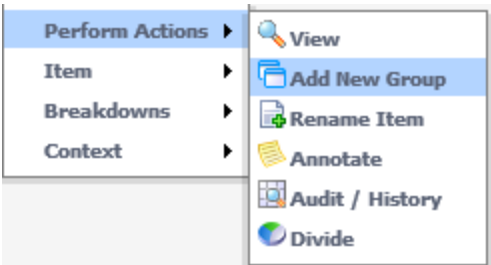 Perform Actions
Item
Breakdowns
Context
View
Add New Group
Rename Item
Annotate
Audit / History
Divide